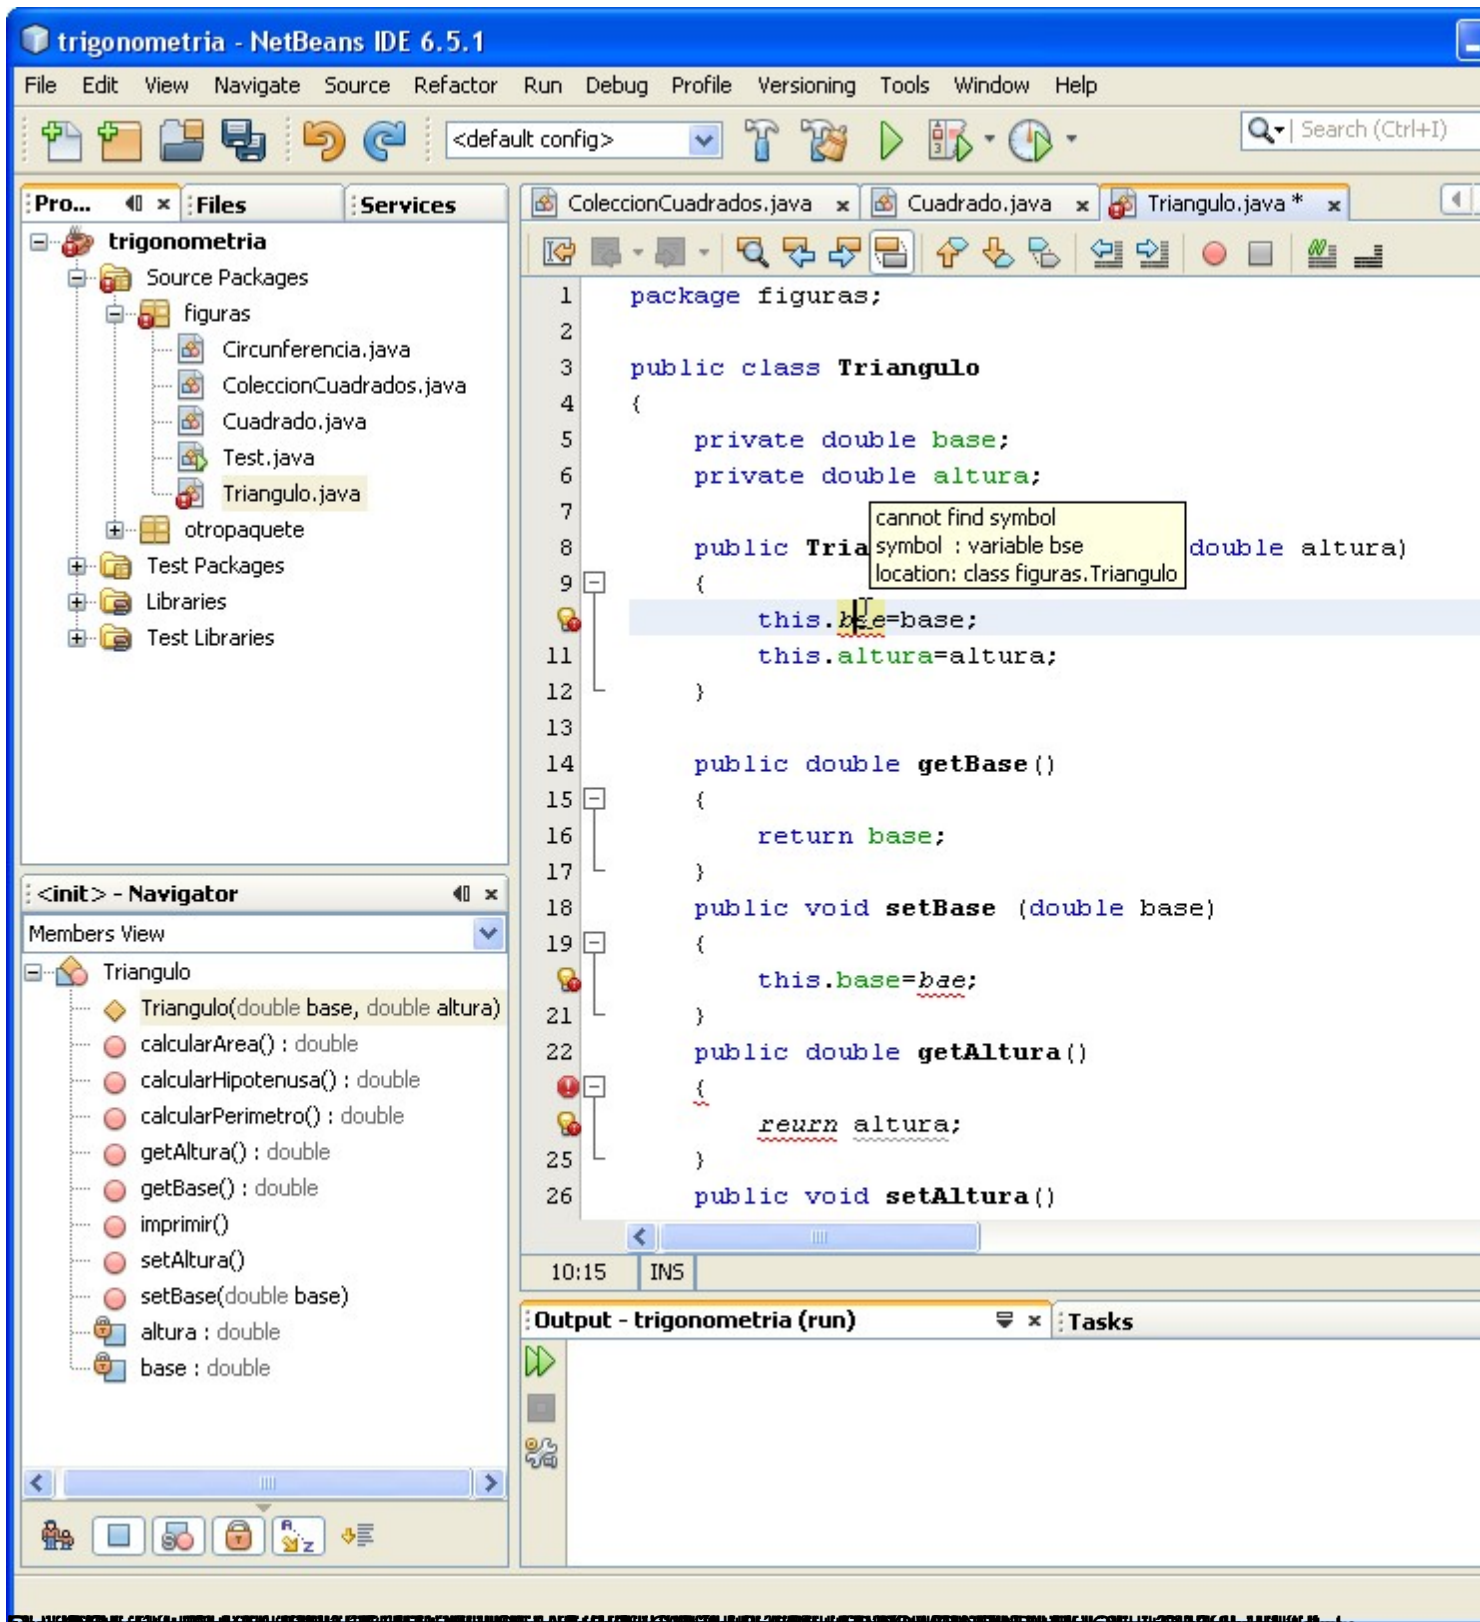 trigonometria - NetBeans IDE 6.5.1
File Edit View Navigate Source Refactor Run Debug Profile Versioning Tools Window Help
<default config>
Search (Ctrl+I)
Pro... Files Services
trigonometria
Source Packages
figuras
Circunferencia.java
ColeccionCuadrados.java
Cuadrado.java
Test.java
Triangulo.java
otropaquete
Test Packages
Libraries
Test Libraries
<init> - Navigator
Members View
Triangulo
Triangulo(double base, double altura)
calcularArea() : double
calcularHipotenusa() : double
calcularPerimetro() : double
getAltura() : double
getBase() : double
imprimir()
setAltura()
setBase(double base)
altura : double
base : double
ColeccionCuadrados.java Cuadrado.java Triangulo.java *
1 package figuras;
2
3 public class Triangulo
4 {
5 private double base;
6 private double altura;
7
8 public Tria double altura)
cannot find symbol
symbol : variable bse
location: class figuras.Triangulo
9 {
this.bse=base;
11 this.altura=altura;
12 }
13
14 public double getBase()
15 {
16 return base;
17 }
18 public void setBase (double base)
19 {
this.base=bae;
21 }
22 public double getAltura()
{
reurn altura;
25 }
26 public void setAltura()
10:15 INS
Output - trigonometria (run) Tasks